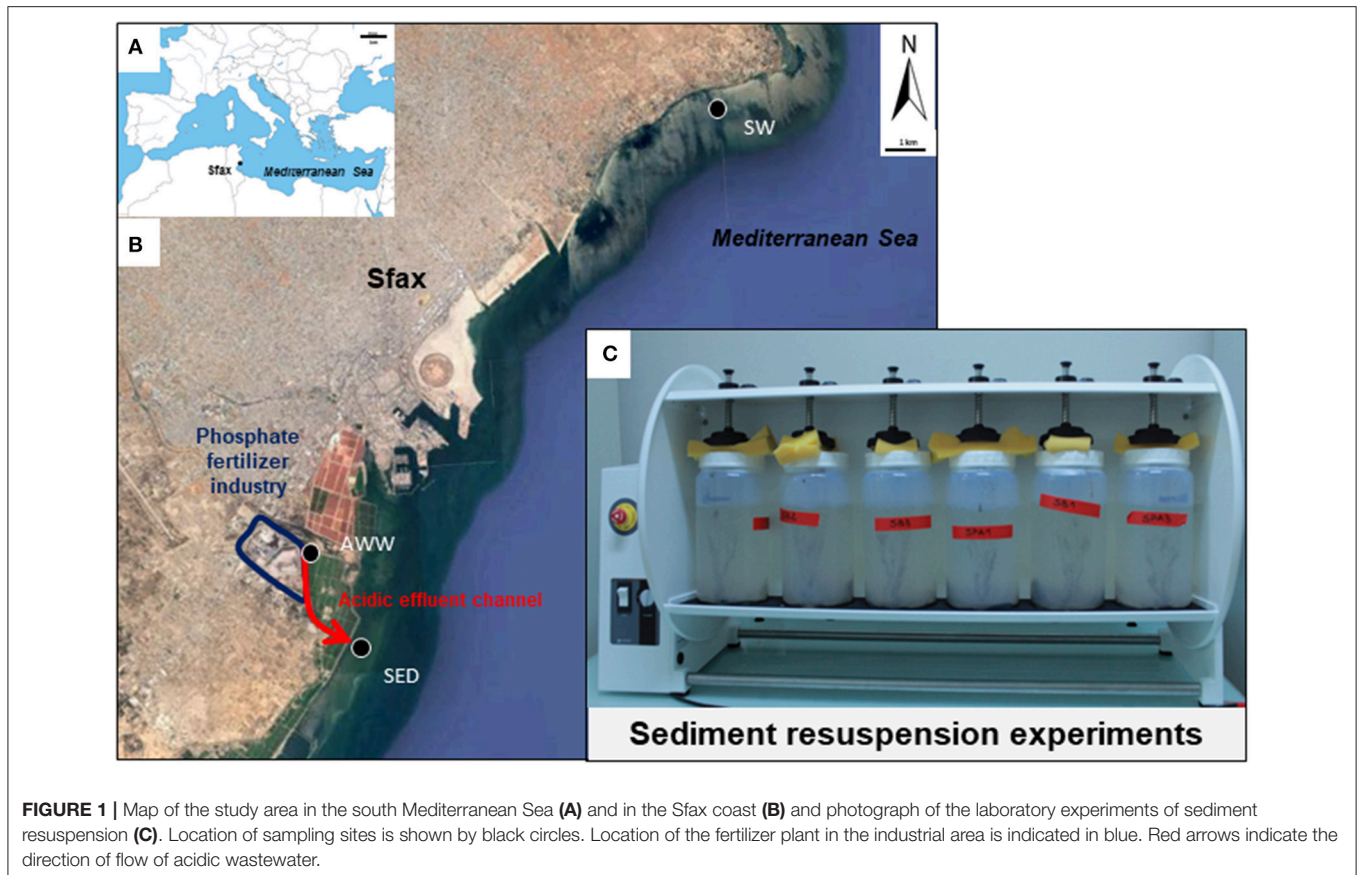 A
Sfax
Mediterranean Sea
B
N
1 km
SW
Mediterranean Sea
Sfax
Phosphate
fertilizer
industry
AWW
Acidic effluent channel
SED
C
SB3
SPA1
SPA3
Sediment resuspension experiments
FIGURE 1 | Map of the study area in the south Mediterranean Sea (A) and in the Sfax coast (B) and photograph of the laboratory experiments of sediment
resuspension (C). Location of sampling sites is shown by black circles. Location of the fertilizer plant in the industrial area is indicated in blue. Red arrows indicate the
direction of flow of acidic wastewater.